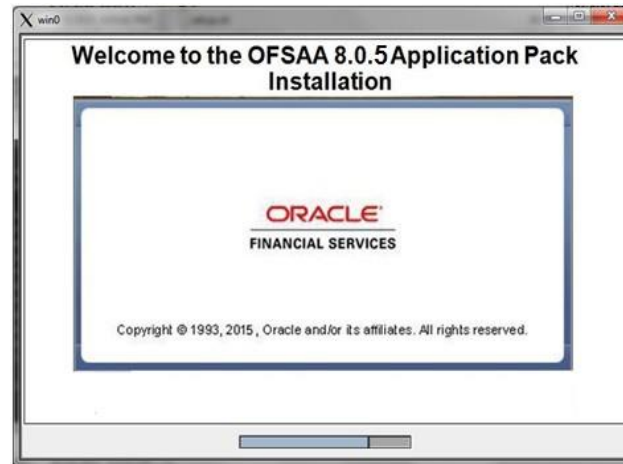 win0
Welcome to the OFSAA 8.0.5 Application Pack
Installation
ORACLE
FINANCIAL SERVICES
Copyright © 1993, 2015, Oracle and/or its affiliates. All rights reserved.